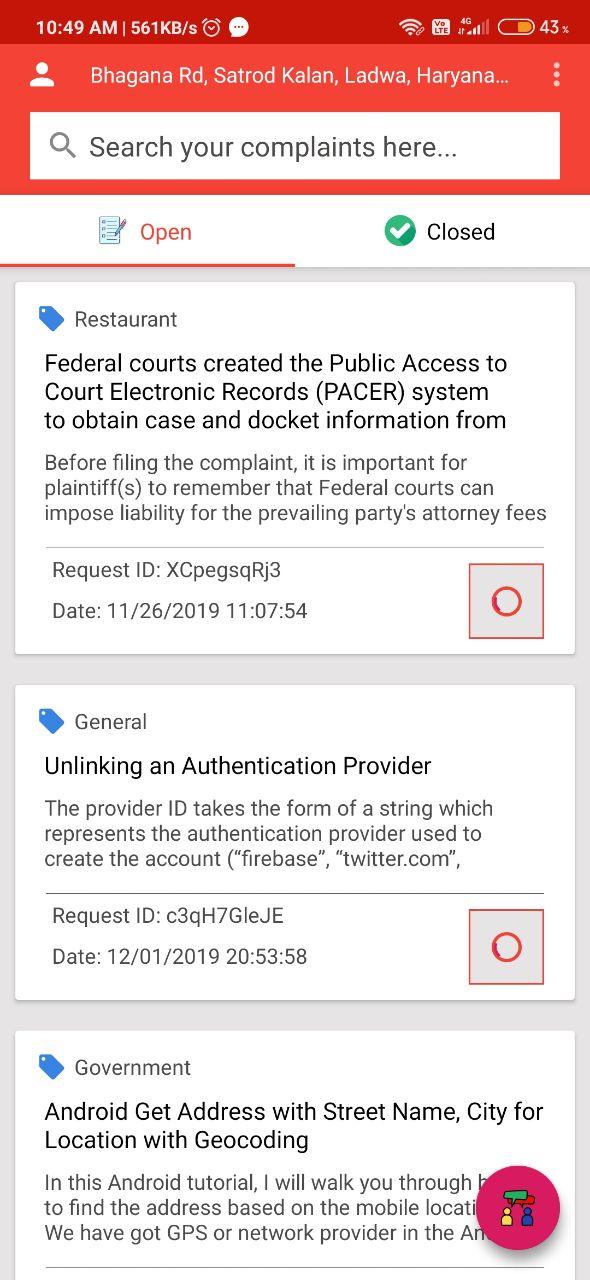 10:49 AM | 561KB/s
Vo LTE 4G 43%
Bhagana Rd, Satrod Kalan, Ladwa, Haryana...
Search your complaints here...
Open
Closed
Restaurant
Federal courts created the Public Access to
Court Electronic Records (PACER) system
to obtain case and docket information from
Before filing the complaint, it is important for
plaintiff(s) to remember that Federal courts can
impose liability for the prevailing party's attorney fees
Request ID: XCpegsqRj3
Date: 11/26/2019 11:07:54
General
Unlinking an Authentication Provider
The provider ID takes the form of a string which
represents the authentication provider used to
create the account (“firebase”, “twitter.com”,
Request ID: c3qH7GleJE
Date: 12/01/2019 20:53:58
Government
Android Get Address with Street Name, City for
Location with Geocoding
In this Android tutorial, I will walk you through
to find the address based on the mobile
We have got GPS or network provider in the